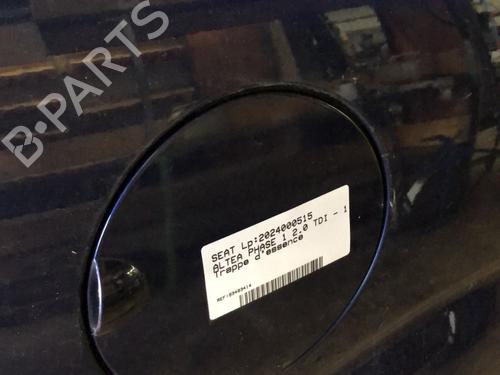 B-PARTS
SEAT Lp:2024000515
ALTEA PHASE 1 2.0 TDI - 1
Trappe d'essence